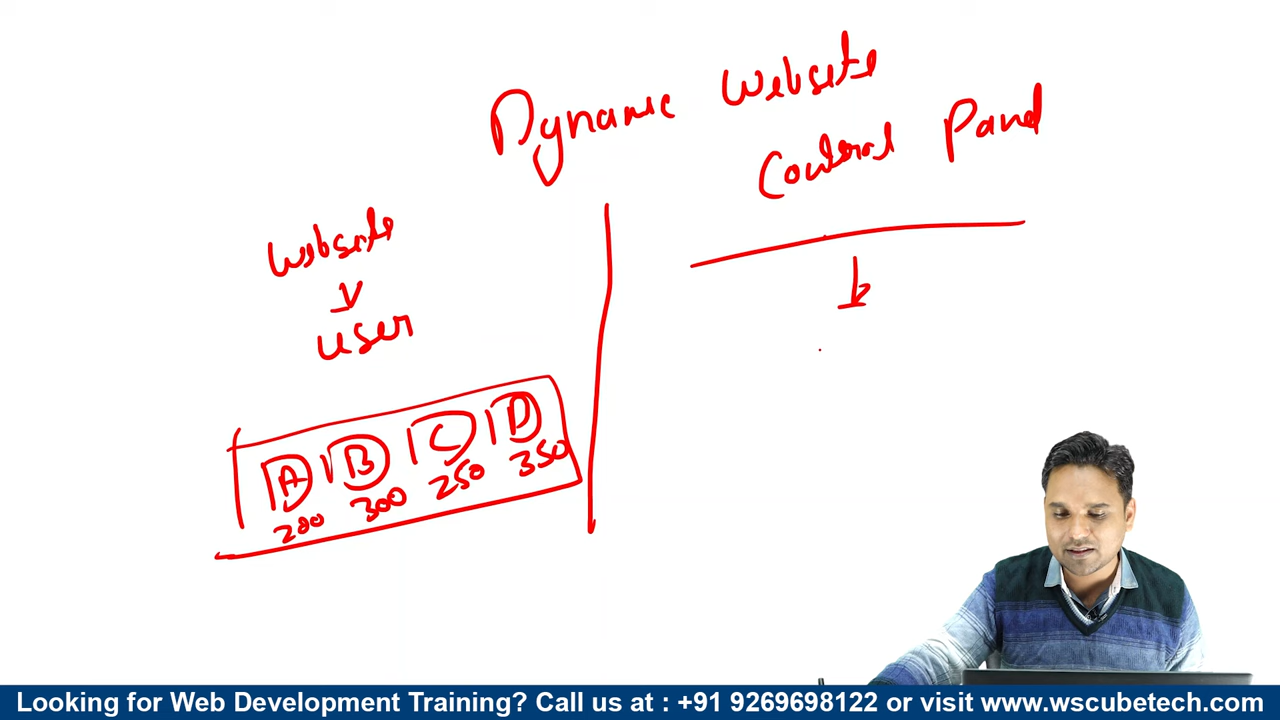 Dynamic Website
Control Panel
Website
user
A B C D
200 300 250 350
Looking for Web Development Training? Call us at : +91 9269698122 or visit www.wscubetech.com